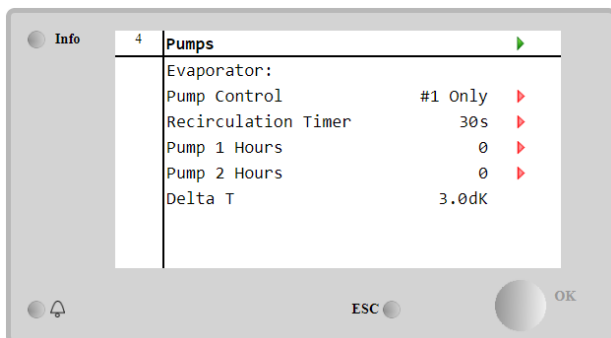 Info
4 Pumps
Evaporator:
Pump Control #1 Only
Recirculation Timer 30s
Pump 1 Hours 0
Pump 2 Hours 0
Delta T 3.0dK
ESC
OK